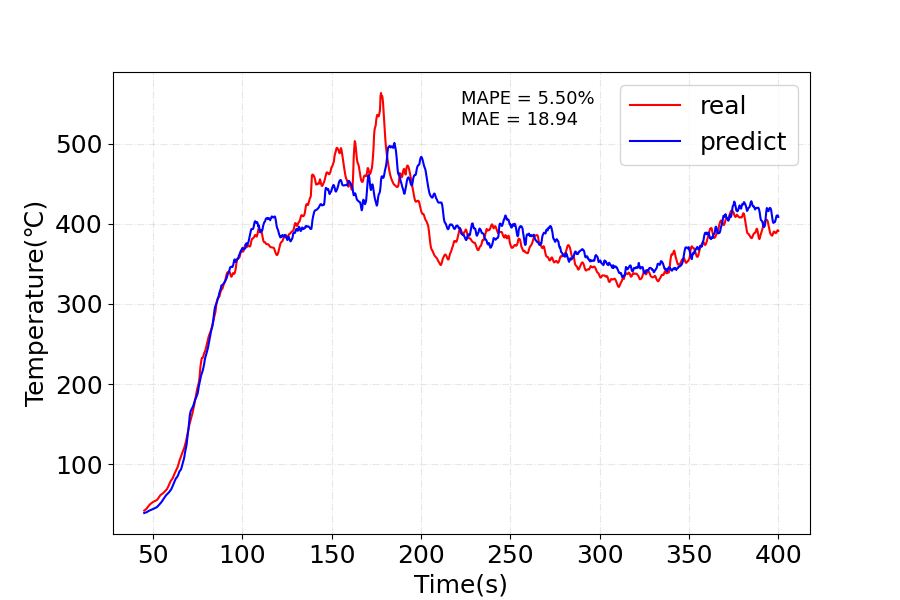 MAPE = 5.50%
MAE = 18.94
real
predict
Temperature(℃)
500
400
300
200
100
50 100 150 200 250 300 350 400
Time(s)